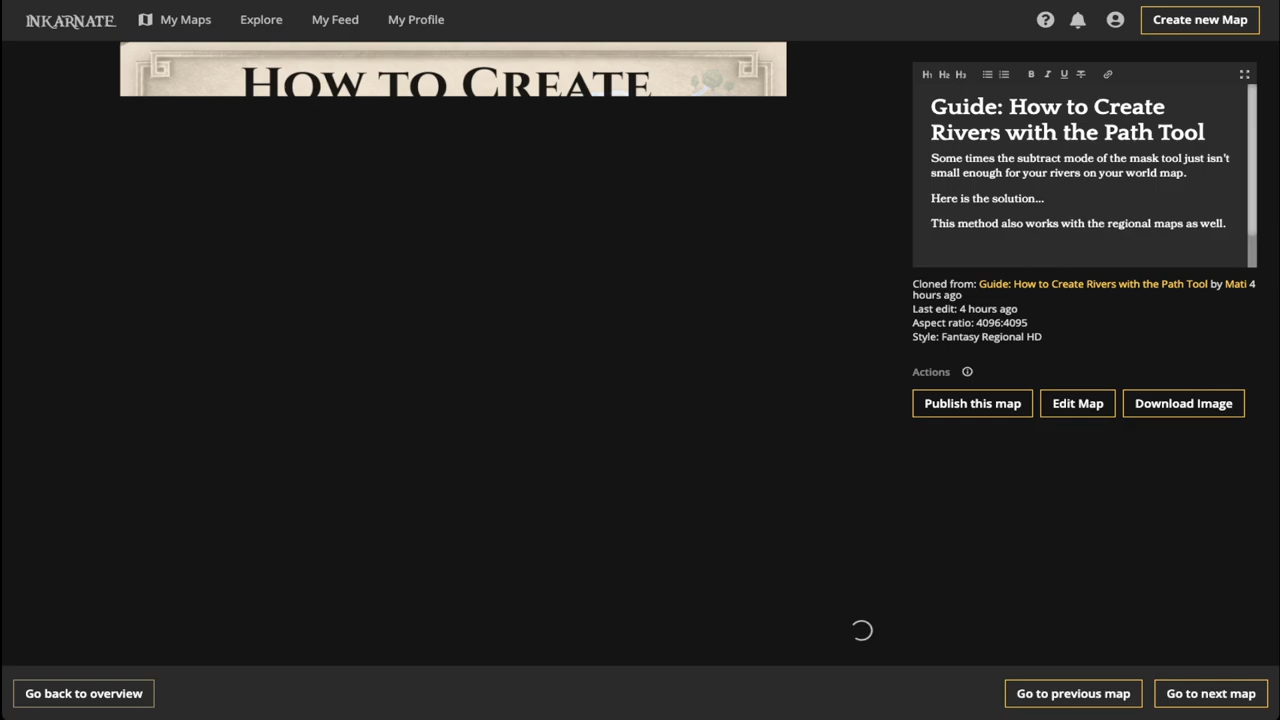 INKARNATE My Maps Explore My Feed My Profile Create new Map
HOW TO CREATE
H1 H2 H3 B I U T
Guide: How to Create
Rivers with the Path Tool
Some times the subtract mode of the mask tool just isn't
small enough for your rivers on your world map.
Here is the solution...
This method also works with the regional maps as well.
Cloned from: Guide: How to Create Rivers with the Path Tool by Mati 4
hours ago
Last edit: 4 hours ago
Aspect ratio: 4096:4095
Style: Fantasy Regional HD
Actions
Publish this map Edit Map Download Image
Go back to overview Go to previous map Go to next map